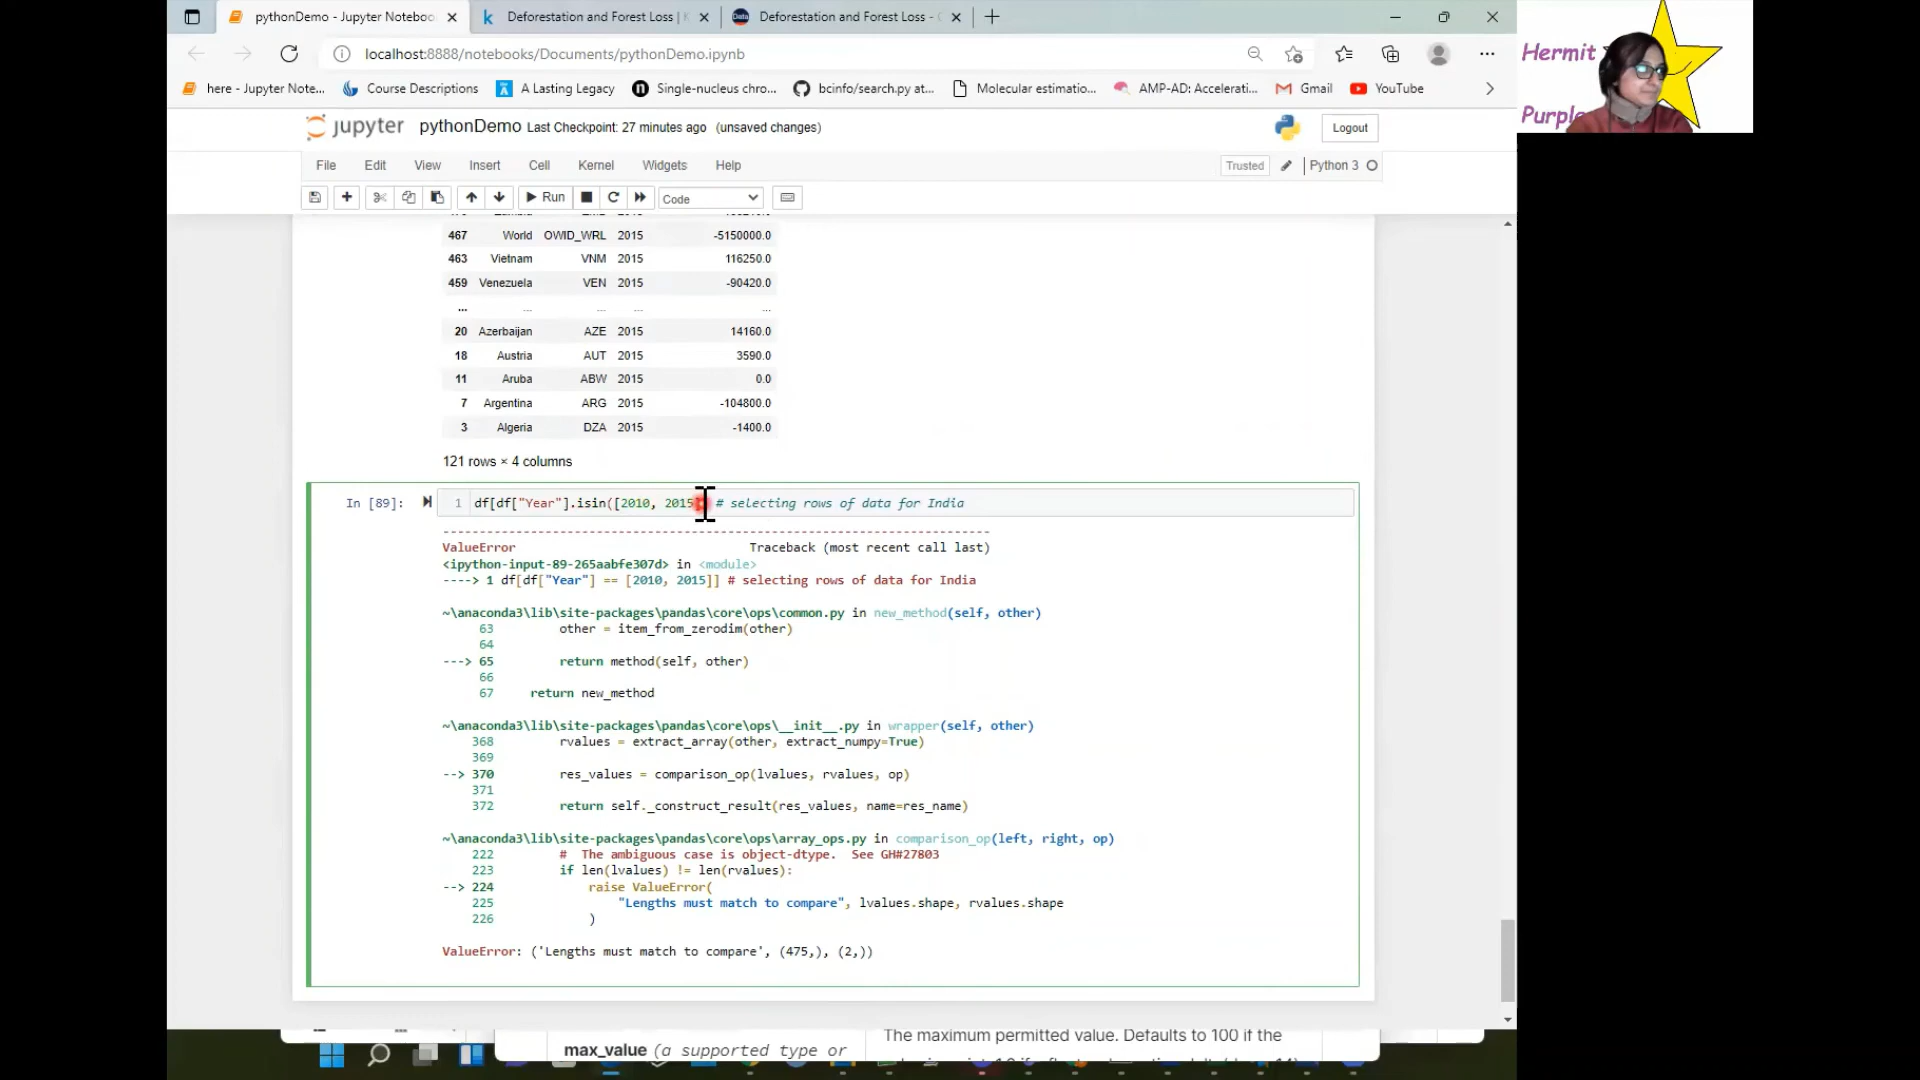 pythonDemo - Jupyter Noteboo
Deforestation and Forest Loss |
Deforestation and Forest Loss -
localhost:8888/notebooks/Documents/pythonDemo.ipynb
here - Jupyter Note...
Course Descriptions
A Lasting Legacy
Single-nucleus chro...
bcinfo/search.py at...
Molecular estimatio...
AMP-AD: Accelerati...
Gmail
YouTube
Hermit
Purple
jupyter pythonDemo Last Checkpoint: 27 minutes ago (unsaved changes)
Logout
File Edit View Insert Cell Kernel Widgets Help
Trusted
Python 3
Run
Code
467 World OWID_WRL 2015 -5150000.0
463 Vietnam VNM 2015 116250.0
459 Venezuela VEN 2015 -90420.0
... ... ... ... ...
20 Azerbaijan AZE 2015 14160.0
18 Austria AUT 2015 3590.0
11 Aruba ABW 2015 0.0
7 Argentina ARG 2015 -104800.0
3 Algeria DZA 2015 -1400.0
121 rows × 4 columns
In [89]:
1 df[df["Year"].isin([2010, 2015 # selecting rows of data for India
---------------------------------------------------------------------------
ValueError Traceback (most recent call last)
<ipython-input-89-265aabfe307d> in <module>
----> 1 df[df["Year"] == [2010, 2015]] # selecting rows of data for India
~\anaconda3\lib\site-packages\pandas\core\ops\common.py in new_method(self, other)
63 other = item_from_zerodim(other)
64
---> 65 return method(self, other)
66
67 return new_method
~\anaconda3\lib\site-packages\pandas\core\ops\__init__.py in wrapper(self, other)
368 rvalues = extract_array(other, extract_numpy=True)
369
--> 370 res_values = comparison_op(lvalues, rvalues, op)
371
372 return self._construct_result(res_values, name=res_name)
~\anaconda3\lib\site-packages\pandas\core\ops\array_ops.py in comparison_op(left, right, op)
222 # The ambiguous case is object-dtype. See GH#27803
223 if len(lvalues) != len(rvalues):
--> 224 raise ValueError(
225 "Lengths must match to compare", lvalues.shape, rvalues.shape
226 )
ValueError: ('Lengths must match to compare', (475,), (2,))
max_value (a supported type or
The maximum permitted value. Defaults to 100 if the